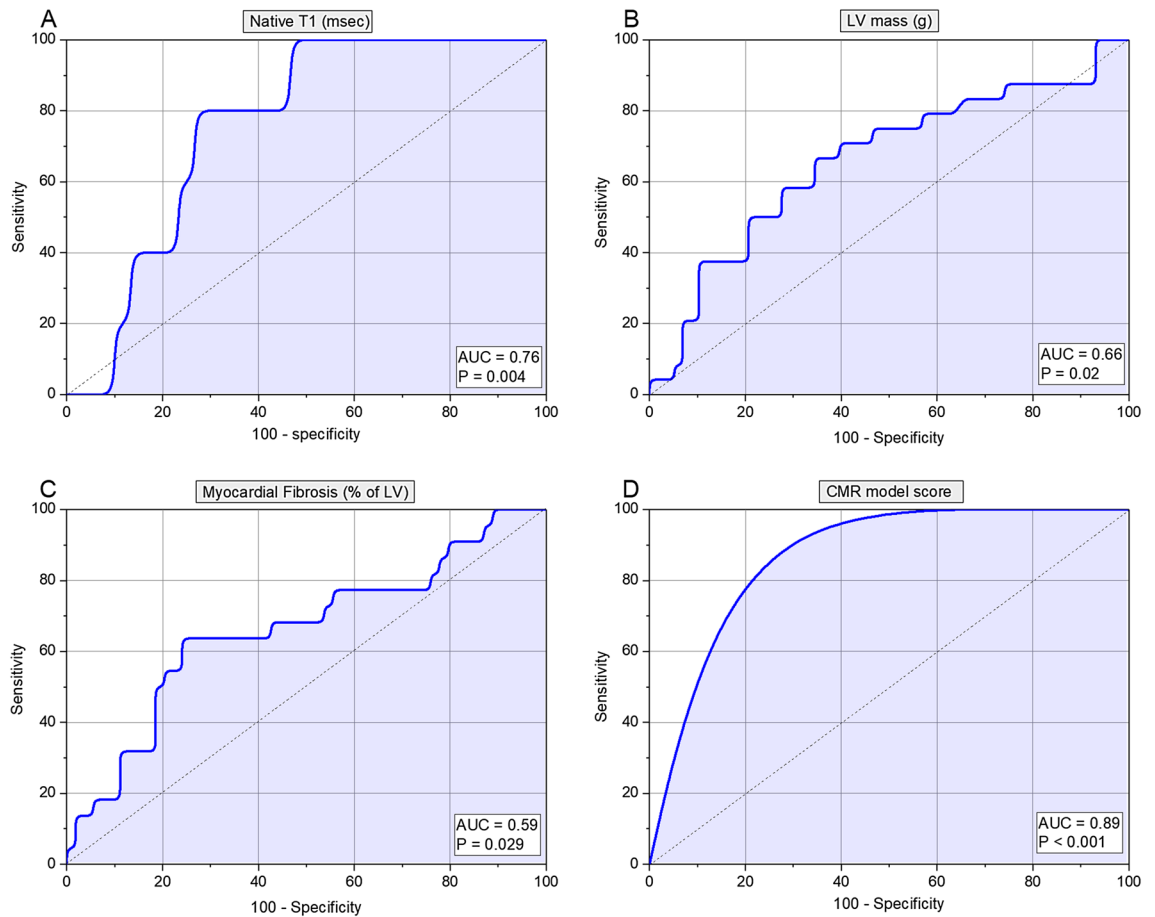 A
Native T1 (msec)
100
80
60
40
20
0
Sensitivity
0 20 40 60 80 100
100 - specificity
AUC = 0.76
P = 0.004
B
LV mass (g)
100
80
60
40
20
0
Sensitivity
0 20 40 60 80 100
100 - Specificity
AUC = 0.66
P = 0.02
C
Myocardial Fibrosis (% of LV)
100
80
60
40
20
0
Sensitivity
0 20 40 60 80 100
100 - Specificity
AUC = 0.59
P = 0.029
D
CMR model score
100
80
60
40
20
0
Sensitivity
0 20 40 60 80 100
100 - Specificity
AUC = 0.89
P < 0.001